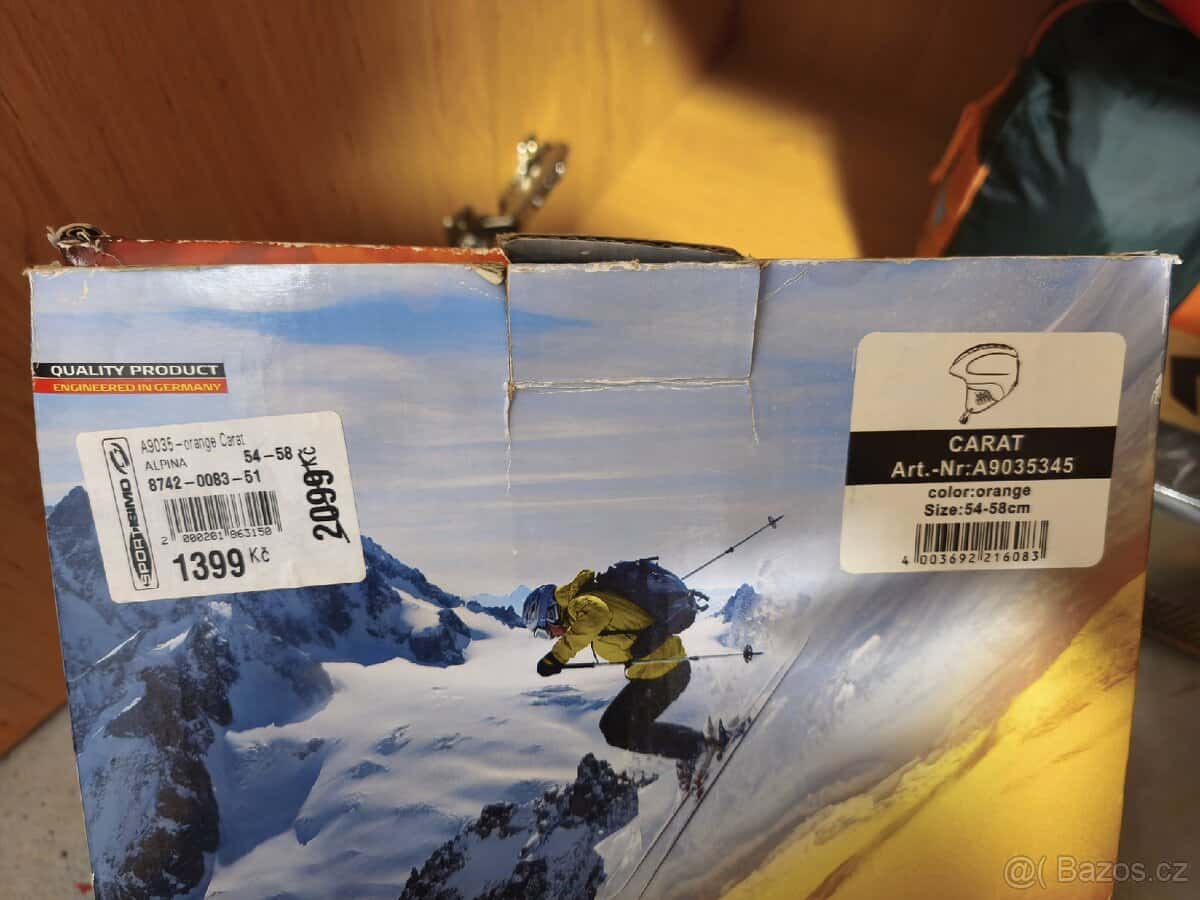 QUALITY PRODUCT
ENGINEERED IN GERMANY
SPORTISIMO
A9035-orange Carat
ALPINA 54-58
8742-0083-51
2 000201 863150
1399 Kč
2099 Kč
CARAT
Art.-Nr:A9035345
color:orange
Size:54-58cm
4 003692 216083
@( Bazos.cz